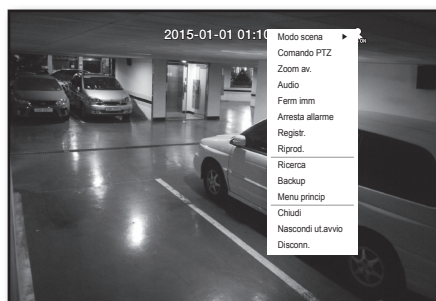 2015-01-01 01:10
ON
Modo scena
Comando PTZ
Zoom av.
Audio
Ferm imm
Arresta allarme
Registr.
Riprod.
Ricerca
Backup
Menu princip
Chiudi
Nascondi ut.avvio
Disconn.